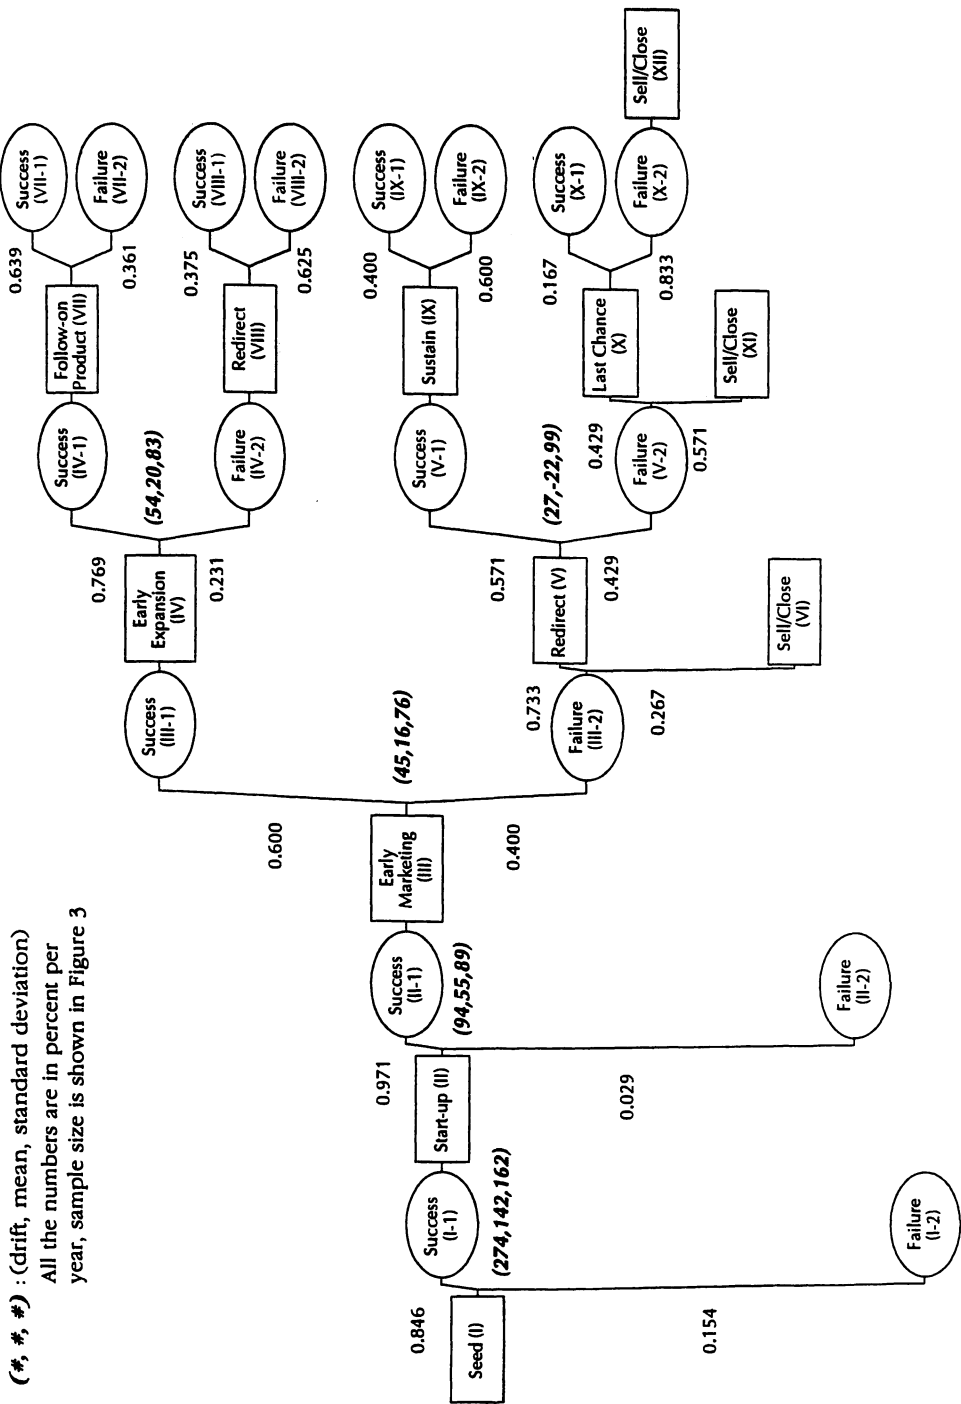 (#, #, #) : (drift, mean, standard deviation)
All the numbers are in percent per
year, sample size is shown in Figure 3
Seed (I)
0.846
0.154
Success
(I-1)
(274,142,162)
Failure
(I-2)
Start-up (II)
0.971
0.029
Success
(II-1)
(94,55,89)
Failure
(II-2)
Early
Marketing
(III)
0.600
0.400
Success
(III-1)
(45,16,76)
Failure
(III-2)
0.733
0.267
Early
Expansion
(IV)
0.769
0.231
Redirect (V)
0.571
0.429
Sell/Close
(VI)
Success
(IV-1)
(54,20,83)
Failure
(IV-2)
Success
(V-1)
(27,-22,99)
Failure
(V-2)
0.429
0.571
Follow-on
Product (VII)
0.639
0.361
Redirect
(VIII)
0.375
0.625
Sustain (IX)
0.400
0.600
Last Chance
(X)
0.167
0.833
Sell/Close
(XI)
Success
(VII-1)
Failure
(VII-2)
Success
(VIII-1)
Failure
(VIII-2)
Success
(IX-1)
Failure
(IX-2)
Success
(X-1)
Failure
(X-2)
Sell/Close
(XII)